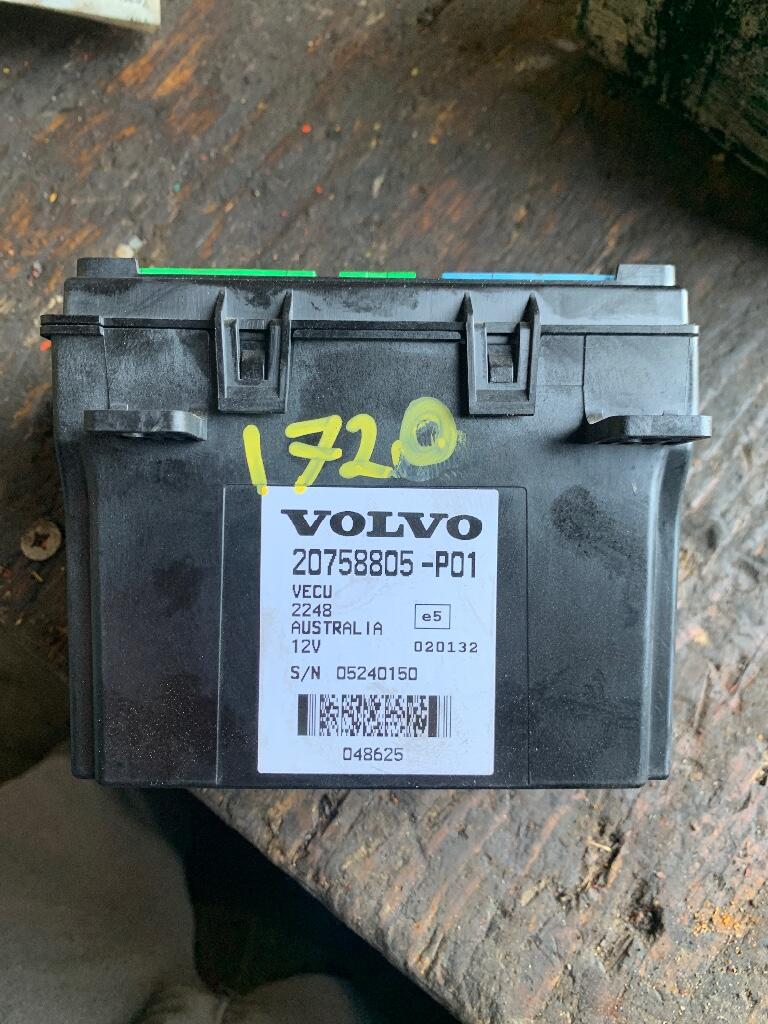 1720
VOLVO
20758805-P01
VECU
2248 e5
AUSTRALIA
12V 020132
S/N 05240150
048625